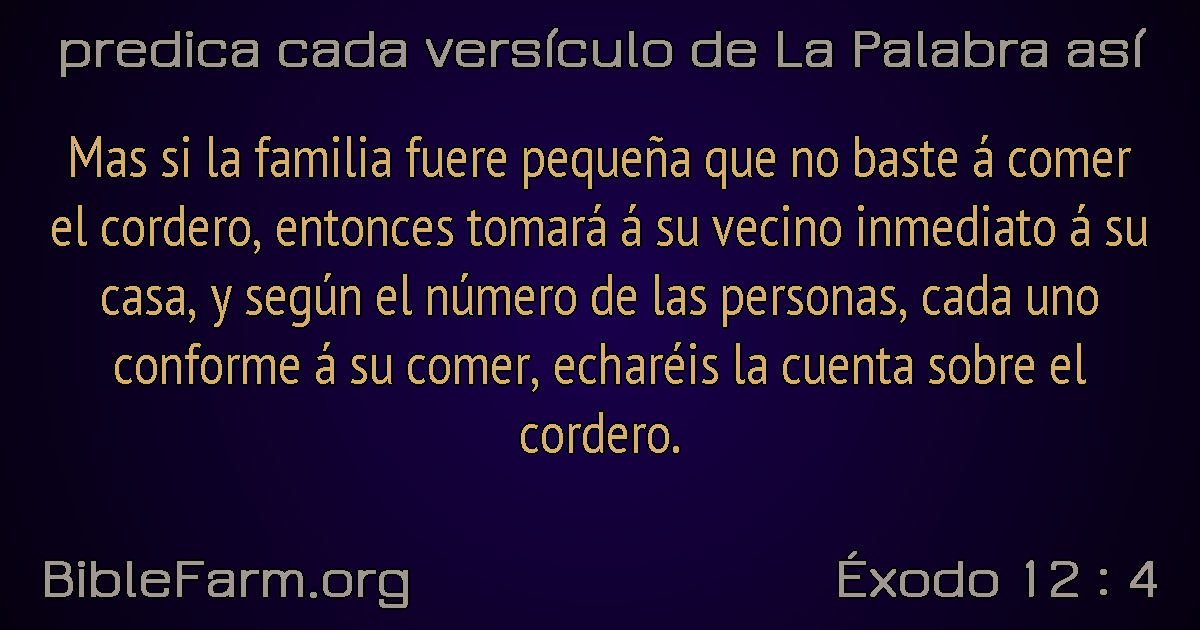 predica cada versículo de La Palabra así
Mas si la familia fuere pequeña que no baste á comer
el cordero, entonces tomará á su vecino inmediato á su
casa, y según el número de las personas, cada uno
conforme á su comer, echaréis la cuenta sobre el
cordero.
BibleFarm.org
Éxodo 12 : 4